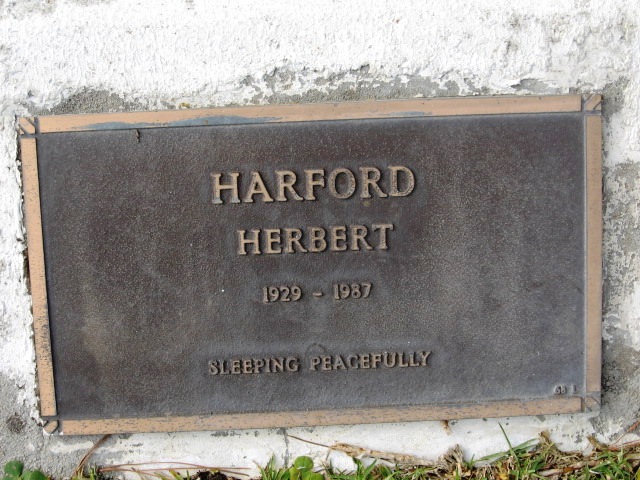 HARFORD
HERBERT
1929 - 1987
SLEEPING PEACEFULLY